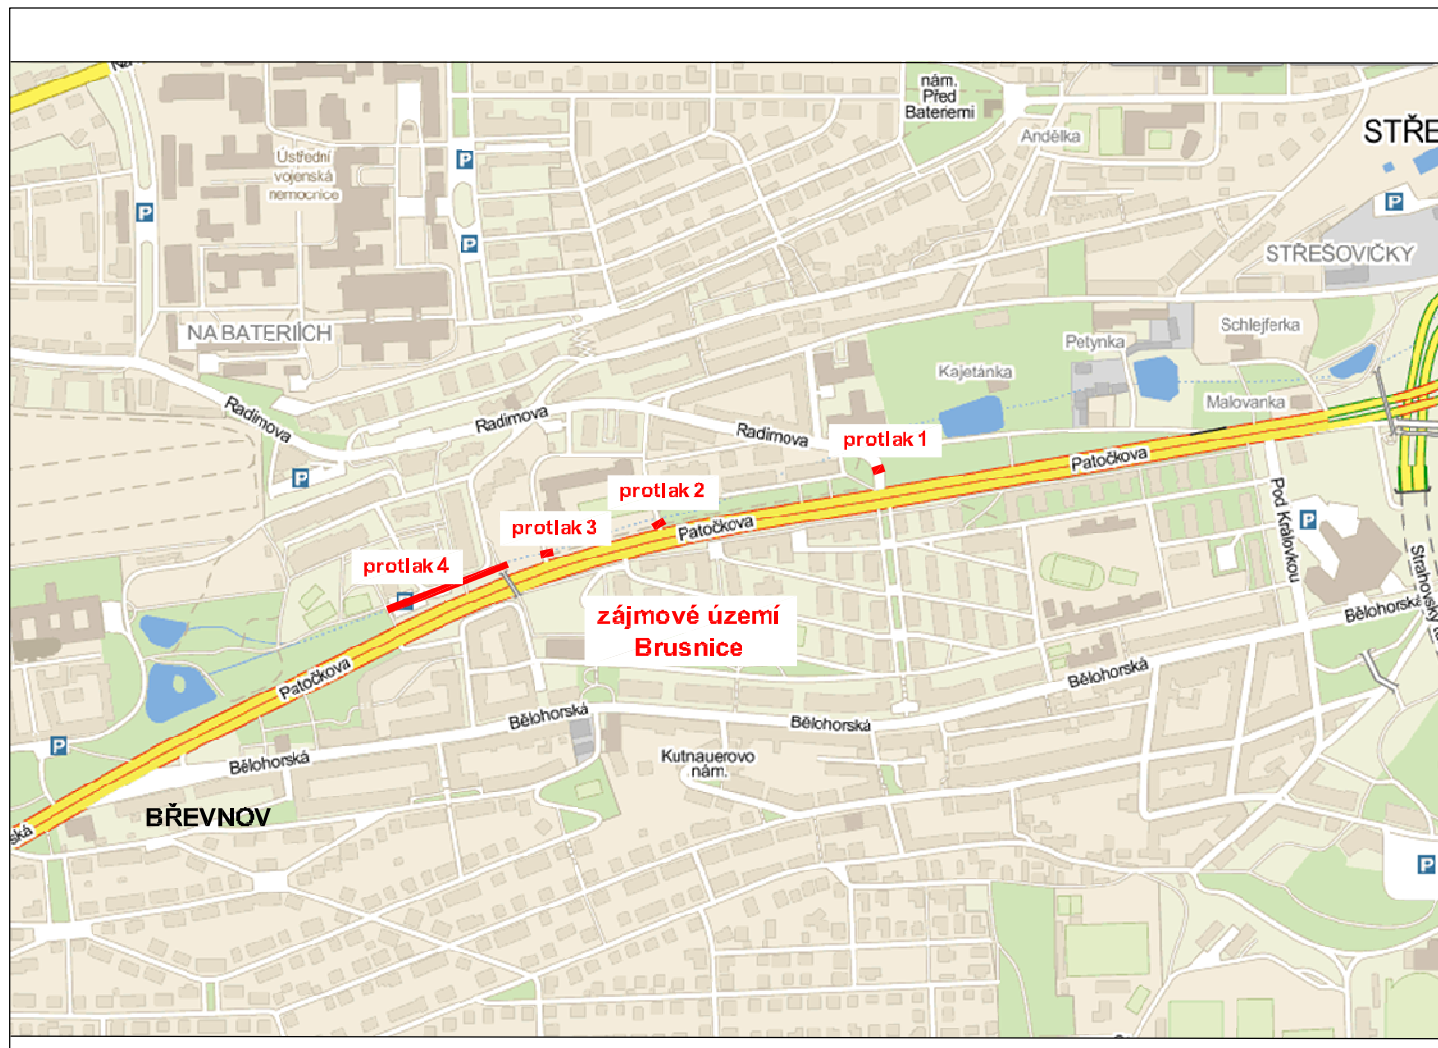 nám.
Před
Bateriemi
Andělka
STŘE
P
Ústřední
vojenská
nemocnice
P
P
P
P
STŘEŠOVIČKY
NA BATERIÍCH
Schlejferka
Petynka
Kajetánka
Malovanka
Radimova
Radimova
Radimova
protlak 1
Patočkova
P
protlak 2
Pod Královkou
P
Patočkova
protlak 3
protlak 4
Strahovský
zájmové území
Brusnice
Bělohorská
Patočkova
Bělohorská
Bělohorská
Bělohorská
P
Kutnauerovo
nám.
Bělohorská
BŘEVNOV
ská
P